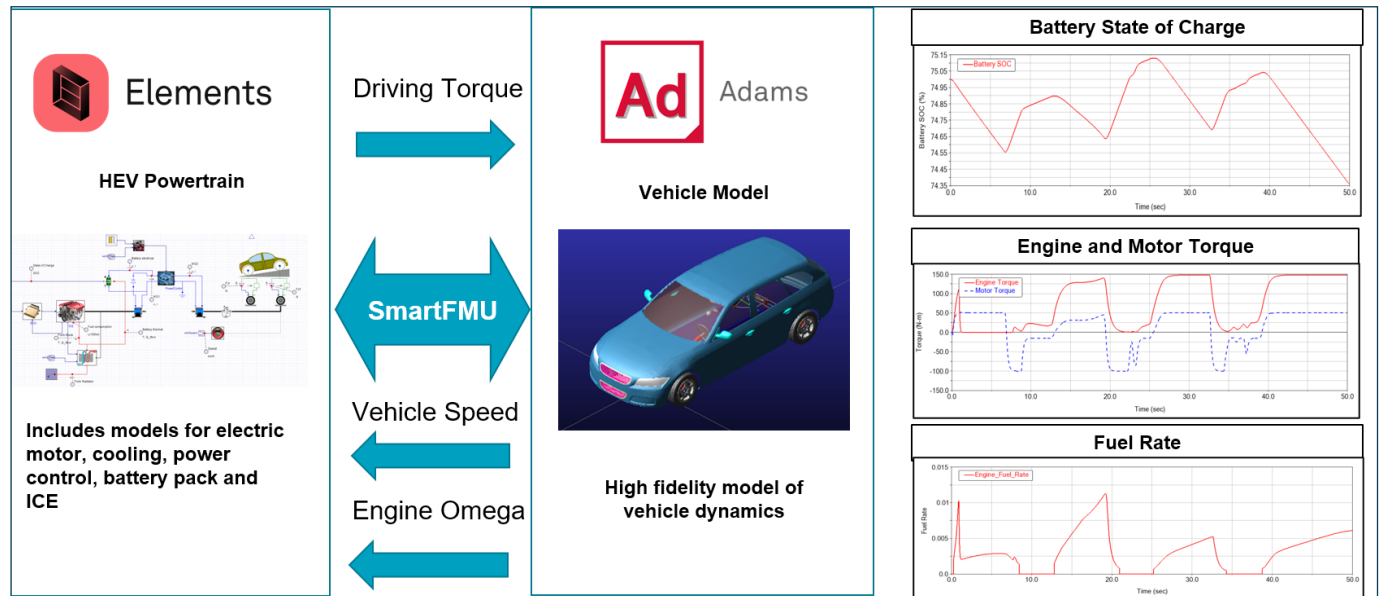 Elements
HEV Powertrain
Includes models for electric
motor, cooling, power
control, battery pack and
ICE
Driving Torque
SmartFMU
Vehicle Speed
Engine Omega
Ad
Adams
Vehicle Model
High fidelity model of
vehicle dynamics
Battery State of Charge
Battery SOC
Battery SOC (%)
75.15
75.05
74.95
74.85
74.75
74.65
74.55
74.45
74.35
0.0 10.0 20.0 30.0 40.0 50.0
Time (sec)
Engine and Motor Torque
Engine Torque
Motor Torque
Torque (N-m)
150.0
100.0
50.0
0.0
-50.0
-100.0
-150.0
0.0 10.0 20.0 30.0 40.0 50.0
Time (sec)
Fuel Rate
Engine_Fuel_Rate
Fuel Rate
0.015
0.01
0.005
0.0
0.0 10.0 20.0 30.0 40.0 50.0
Time (sec)